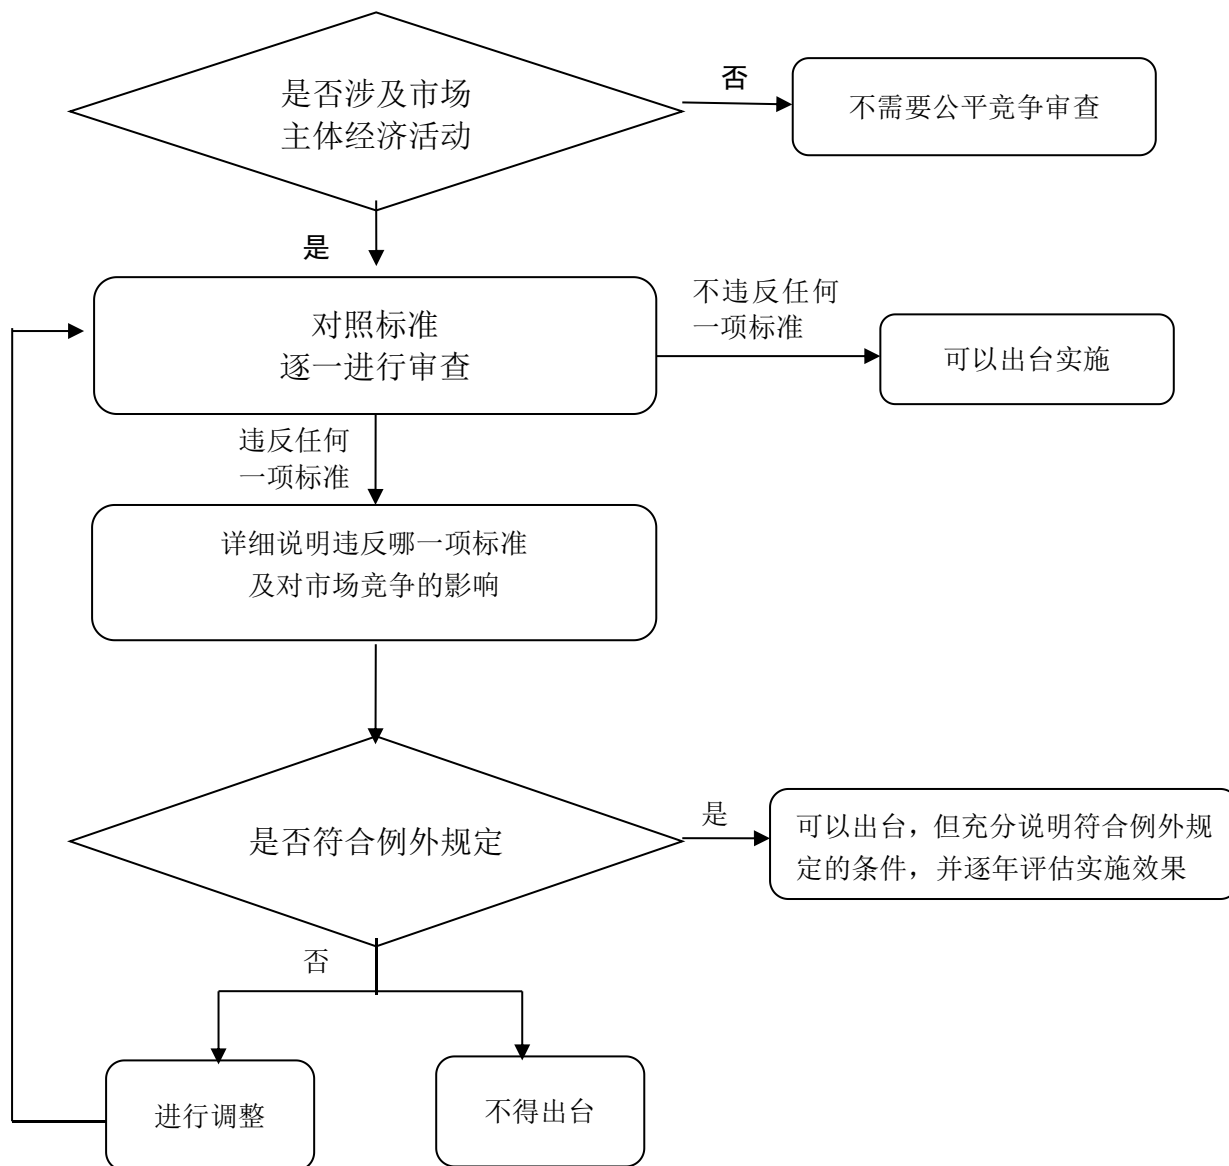 是否涉及市场
主体经济活动
否
不需要公平竞争审查
是
对照标准
逐一进行审查
不违反任何
一项标准
可以出台实施
违反任何
一项标准
详细说明违反哪一项标准
及对市场竞争的影响
是否符合例外规定
是
可以出台，但充分说明符合例外规
定的条件，并逐年评估实施效果
否
进行调整
不得出台